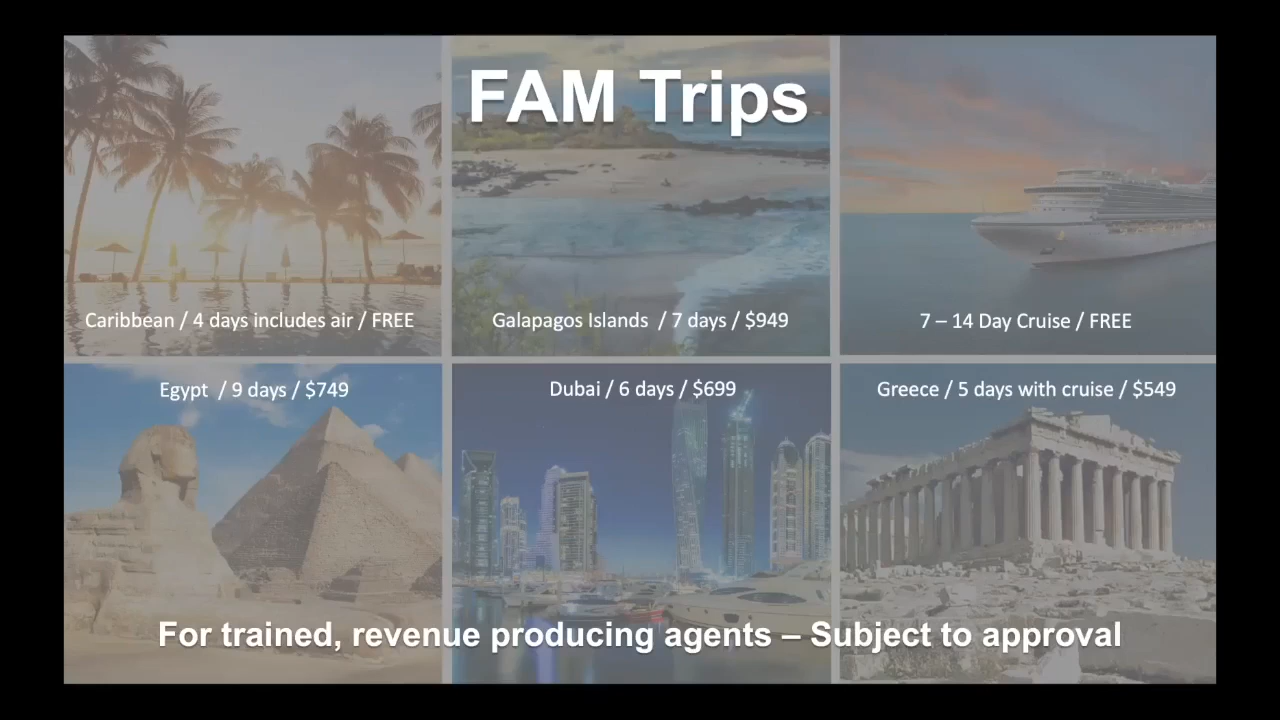 FAM Trips
Caribbean / 4 days includes air / FREE
Galapagos Islands / 7 days / $949
7 – 14 Day Cruise / FREE
Egypt / 9 days / $749
Dubai / 6 days / $699
Greece / 5 days with cruise / $549
For trained, revenue producing agents – Subject to approval